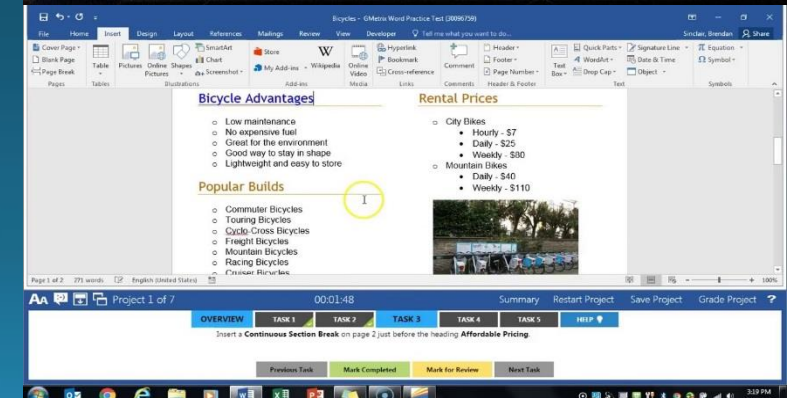 Bicycles - GMetrix Word Practice Test (30096759)
File Home Insert Design Layout References Mailings Review View Developer Tell me what you want to do... Sinclair, Brendan Share
Cover Page
Blank Page
Page Break
Table
Pictures
Online Pictures
Shapes
SmartArt
Chart
Screenshot
Store
My Add-ins
Wikipedia
Online Video
Hyperlink
Bookmark
Cross-reference
Comment
Header
Footer
Page Number
Text Box
Quick Parts
WordArt
Drop Cap
Signature Line
Date & Time
Object
Equation
Symbol
Pages Tables Illustrations Add-ins Media Links Comments Header & Footer Text Symbols
Bicycle Advantages
Low maintenance
No expensive fuel
Great for the environment
Good way to stay in shape
Lightweight and easy to store
Popular Builds
Commuter Bicycles
Touring Bicycles
Cyclo-Cross Bicycles
Freight Bicycles
Mountain Bicycles
Racing Bicycles
Cruiser Bicycles
Rental Prices
City Bikes
Hourly - $7
Daily - $25
Weekly - $80
Mountain Bikes
Daily - $40
Weekly - $110
Page 1 of 2 771 words English (United States) 100%
Project 1 of 7 00:01:48 Summary Restart Project Save Project Grade Project ?
OVERVIEW TASK 1 TASK 2 TASK 3 TASK 4 TASK 5 HELP
Insert a Continuous Section Break on page 2 just before the heading Affordable Pricing.
Previous Task Mark Completed Mark for Review Next Task
3:19 PM